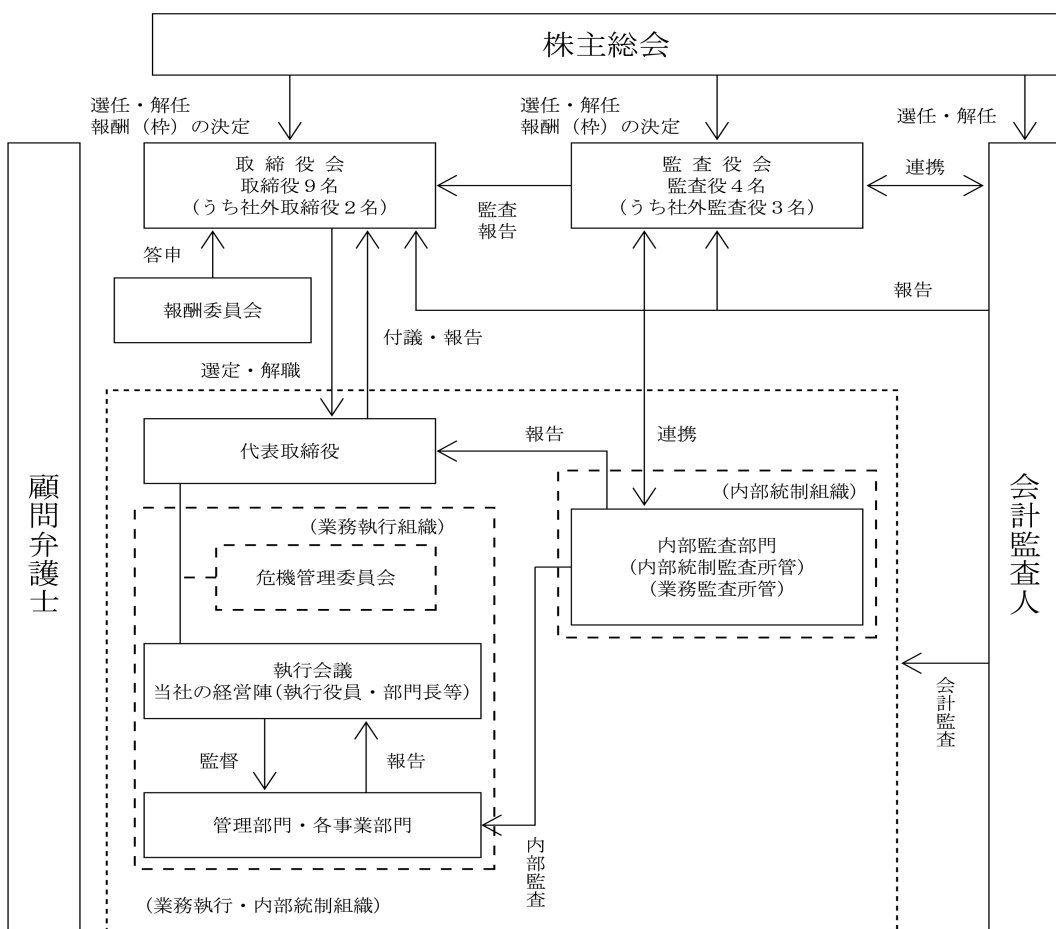 株主総会
選任・解任
報酬（枠）の決定
選任・解任
報酬（枠）の決定
選任・解任
取締役会
取締役９名
（うち社外取締役２名）
監査役会
監査役４名
（うち社外監査役３名）
連携
監査
報告
答申
報酬委員会
報告
付議・報告
選定・解職
代表取締役
報告
連携
（内部統制組織）
（業務執行組織）
内部監査部門
（内部統制監査所管）
（業務監査所管）
危機管理委員会
顧問弁護士
会計監査人
執行会議
当社の経営陣（執行役員・部門長等）
会計監査
監督
報告
管理部門・各事業部門
内部監査
（業務執行・内部統制組織）